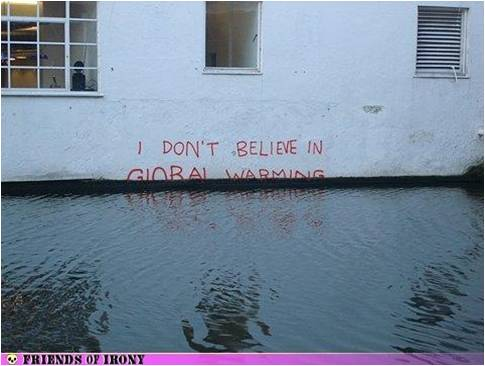 I DON'T BELIEVE IN
GLOBAL WARMING
FRIENDS OF IRONY